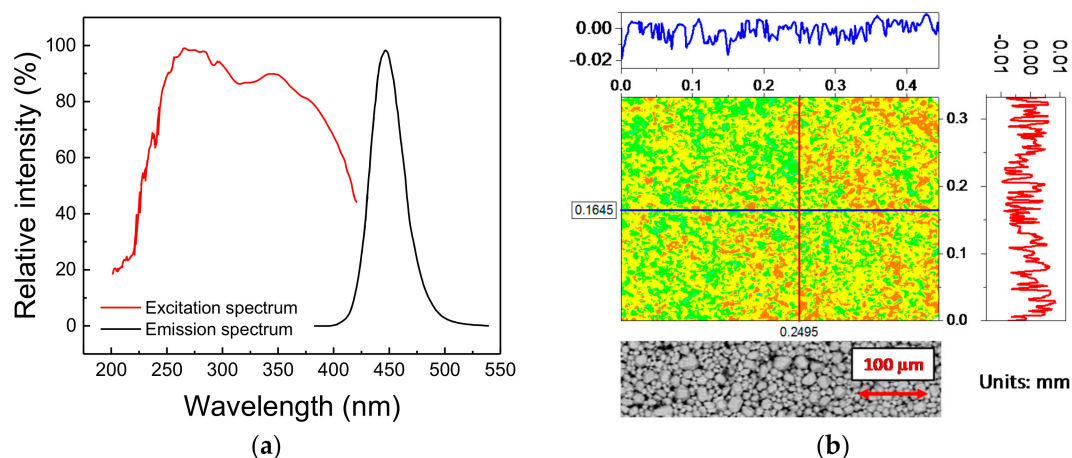 (a)
Relative intensity (%)
100
80
60
40
20
0
Excitation spectrum
Emission spectrum
200 250 300 350 400 450 500 550
Wavelength (nm)
(b)
0.00
-0.02
0.0 0.1 0.2 0.3 0.4
-0.01
0.00
0.01
0.3
0.2
0.1
0.0
0.1645
0.2495
100 μm
Units: mm